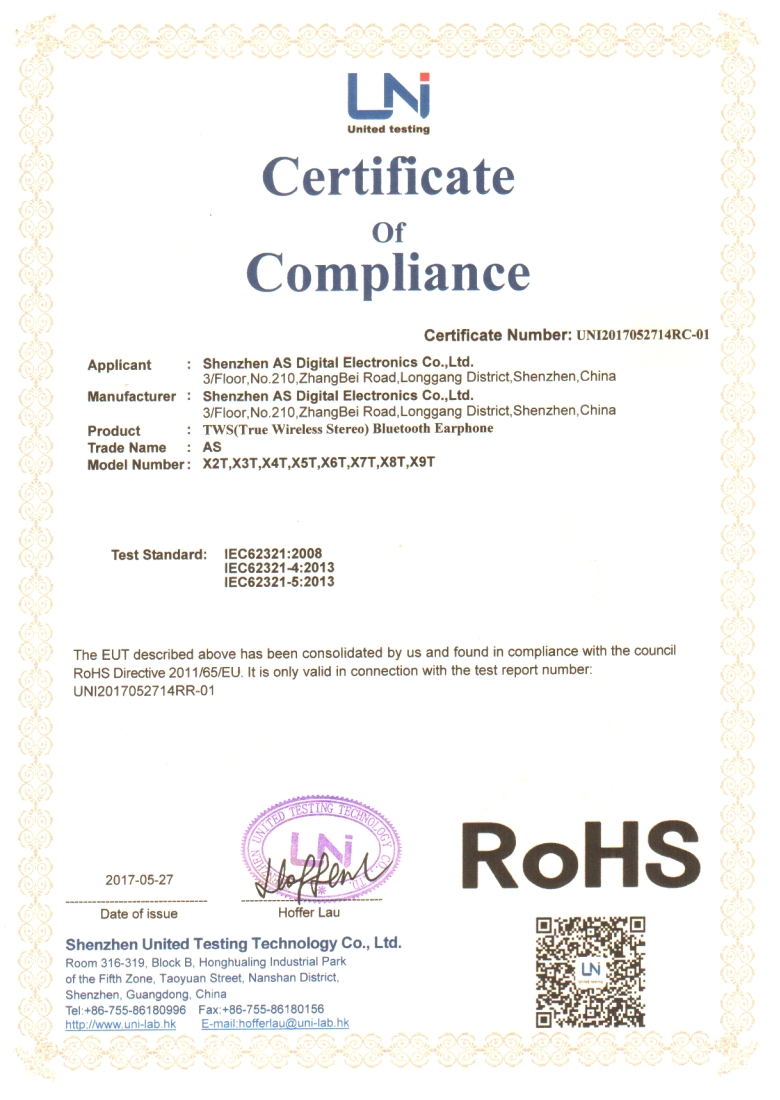 UNi
United testing
Certificate
Of
Compliance
Certificate Number: UNI2017052714RC-01
Applicant : Shenzhen AS Digital Electronics Co.,Ltd.
3/Floor,No.210,ZhangBei Road,Longgang District,Shenzhen,China
Manufacturer : Shenzhen AS Digital Electronics Co.,Ltd.
3/Floor,No.210,ZhangBei Road,Longgang District,Shenzhen,China
Product : TWS(True Wireless Stereo) Bluetooth Earphone
Trade Name : AS
Model Number: X2T,X3T,X4T,X5T,X6T,X7T,X8T,X9T
Test Standard: IEC62321:2008
IEC62321-4:2013
IEC62321-5:2013
The EUT described above has been consolidated by us and found in compliance with the council
RoHS Directive 2011/65/EU. It is only valid in connection with the test report number:
UNI2017052714RR-01
UNITED TESTING TECHNOLOGY CO., LTD.
UNi
RoHS
2017-05-27
Date of issue
Hoffer Lau
Shenzhen United Testing Technology Co., Ltd.
Room 316-319, Block B, Honghualing Industrial Park
of the Fifth Zone, Taoyuan Street, Nanshan District,
Shenzhen, Guangdong, China
Tel:+86-755-86180996 Fax:+86-755-86180156
http://www.uni-lab.hk E-mail:hofferlau@uni-lab.hk